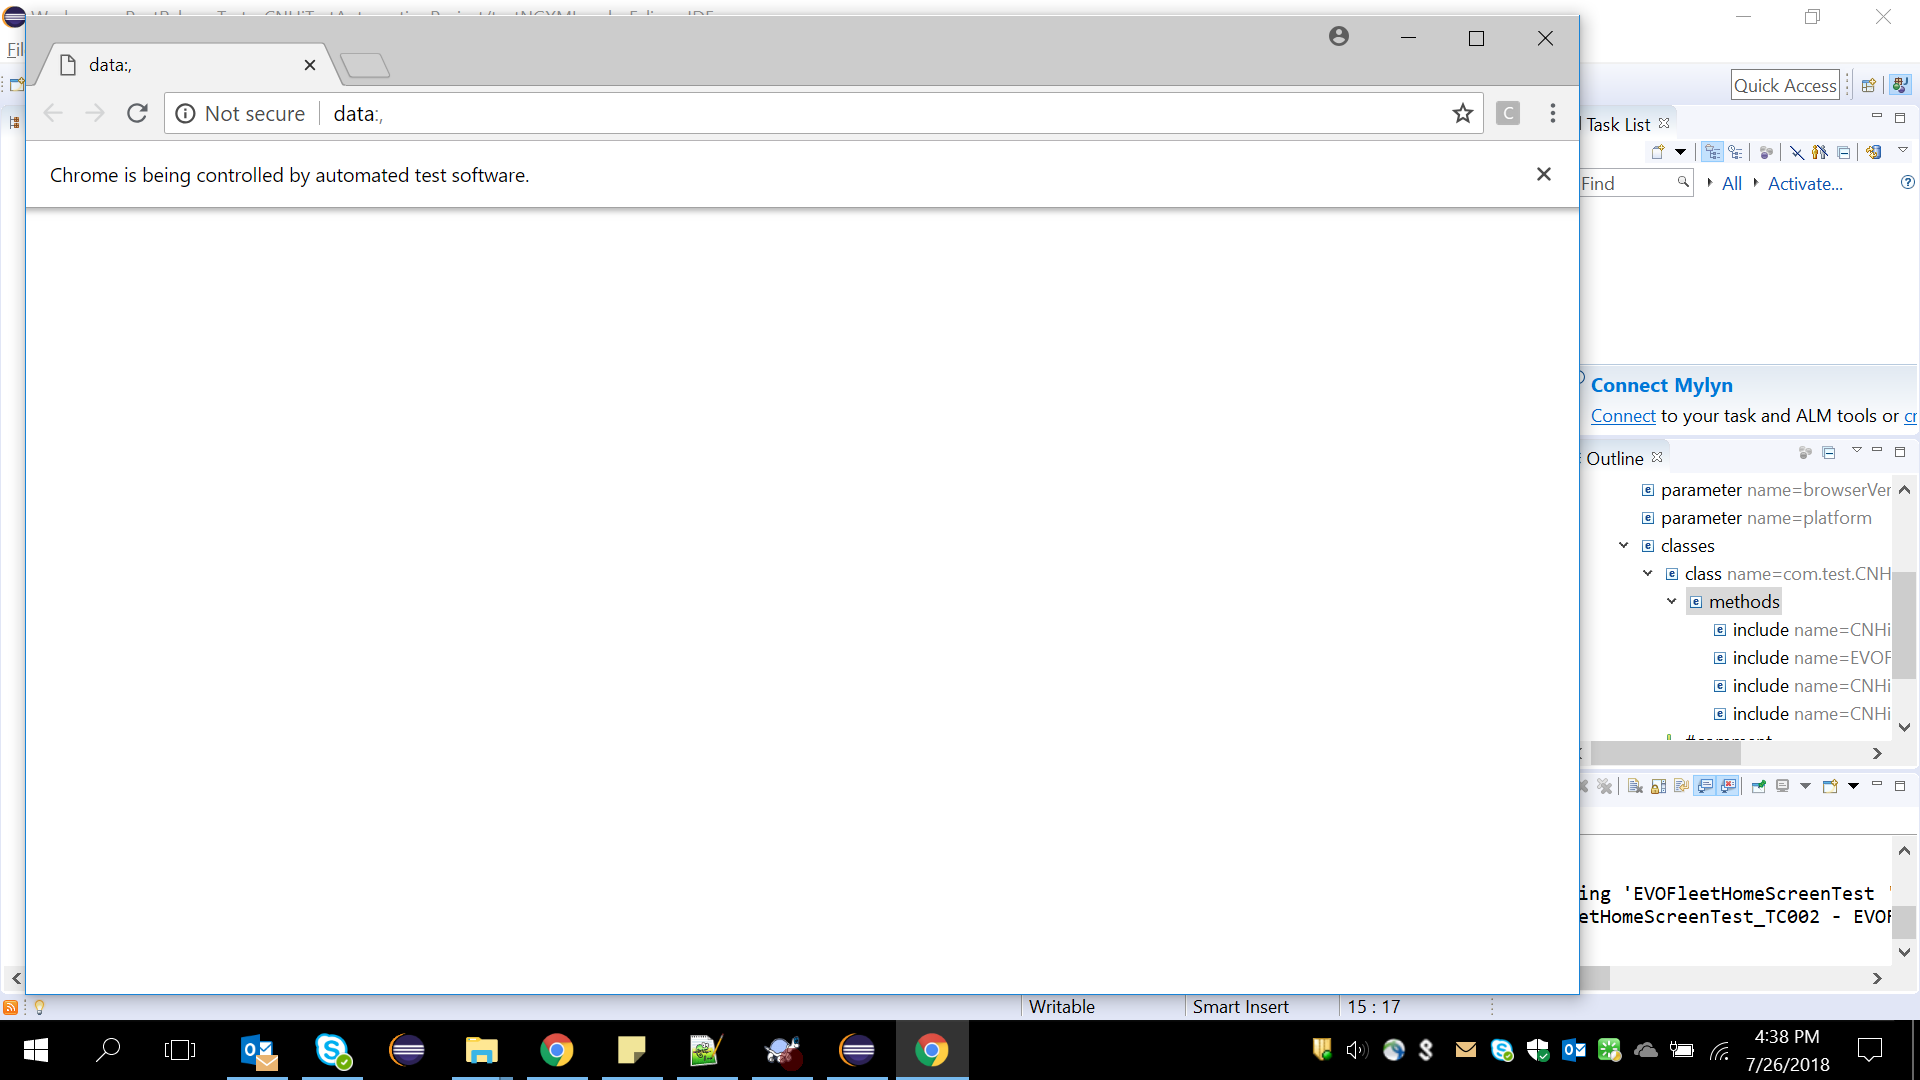 data:,
Not secure
data:,
Chrome is being controlled by automated test software.
Quick Access
Task List
Find
All
Activate...
Connect Mylyn
Connect to your task and ALM tools or
Outline
parameter name=browserVer
parameter name=platform
classes
class name=com.test.CNH
methods
include name=CNHi
include name=EVOF
include name=CNHi
include name=CNHi
ing 'EVOFleetHomeScreenTest '
etHomeScreenTest_TC002 - EVOF
Writable
Smart Insert
15 : 17
4:38 PM
7/26/2018